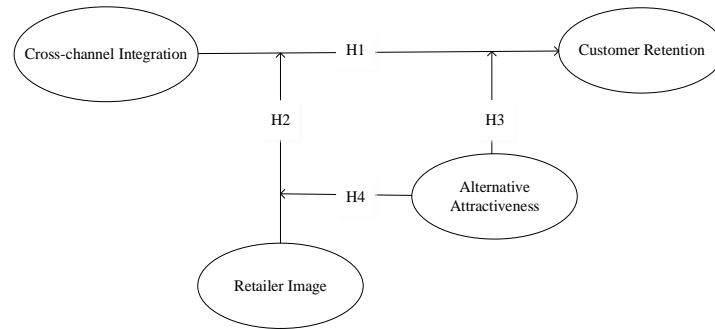 Cross-channel Integration
H1
Customer Retention
H2
H3
H4
Alternative
Attractiveness
Retailer Image